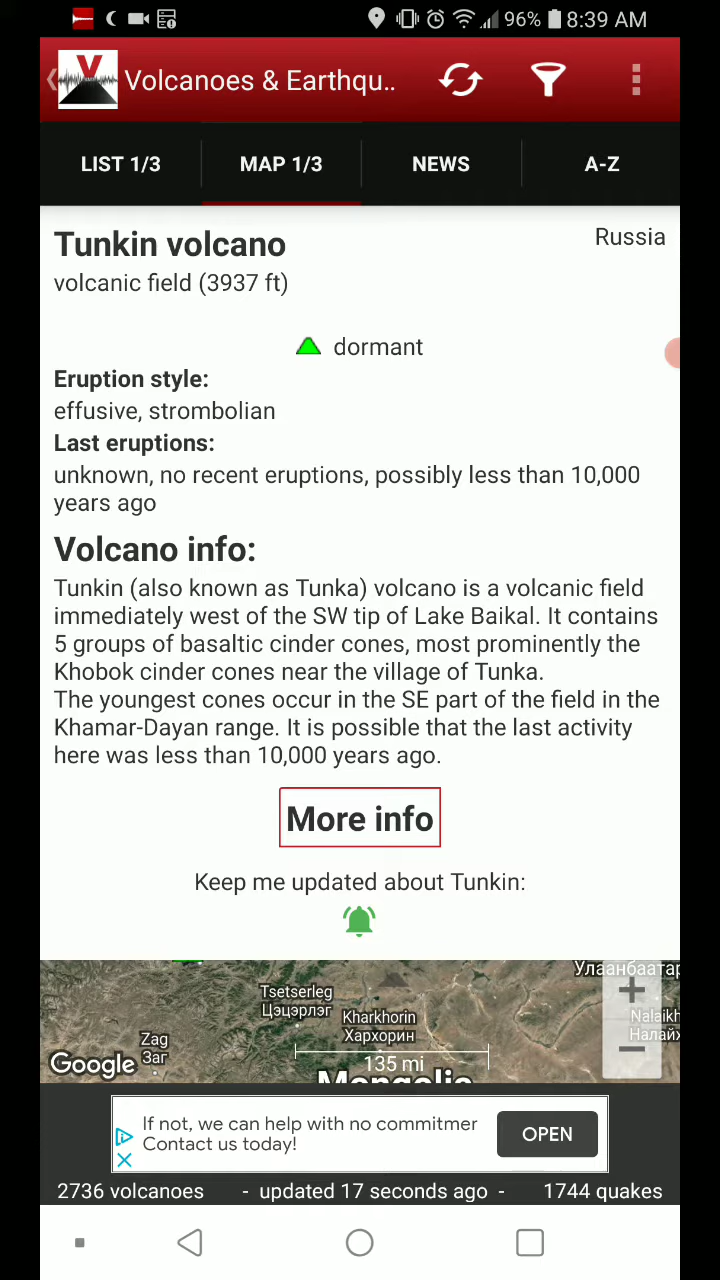 96% 8:39 AM
V Volcanoes & Earthqu..
LIST 1/3 MAP 1/3 NEWS A-Z
Tunkin volcano Russia
volcanic field (3937 ft)
dormant
Eruption style:
effusive, strombolian
Last eruptions:
unknown, no recent eruptions, possibly less than 10,000
years ago
Volcano info:
Tunkin (also known as Tunka) volcano is a volcanic field
immediately west of the SW tip of Lake Baikal. It contains
5 groups of basaltic cinder cones, most prominently the
Khobok cinder cones near the village of Tunka.
The youngest cones occur in the SE part of the field in the
Khamar-Dayan range. It is possible that the last activity
here was less than 10,000 years ago.
More info
Keep me updated about Tunkin:
Улаанбаатар
Tsetserleg
Цэцэрлэг
Kharkhorin
Хархорин
Nalaikh
Налайх
Zag
Заг
Google
135 mi
Mongolia
If not, we can help with no commitmer
Contact us today!
OPEN
2736 volcanoes - updated 17 seconds ago - 1744 quakes